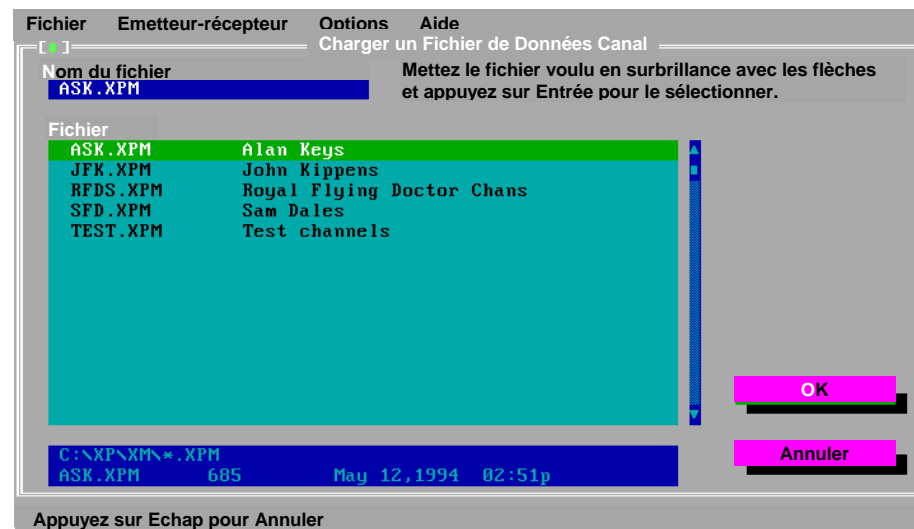 Fichier Emetteur-récepteur Options Aide
[ ] Charger un Fichier de Données Canal
Nom du fichier
ASK.XPM
Mettez le fichier voulu en surbrillance avec les flèches
et appuyez sur Entrée pour le sélectionner.
Fichier
ASK.XPM Alan Keys
JFK.XPM John Kippens
RFDS.XPM Royal Flying Doctor Chans
SFD.XPM Sam Dales
TEST.XPM Test channels
OK
Annuler
C:\XP\XM\*.XPM
ASK.XPM 685 May 12,1994 02:51p
Appuyez sur Echap pour Annuler